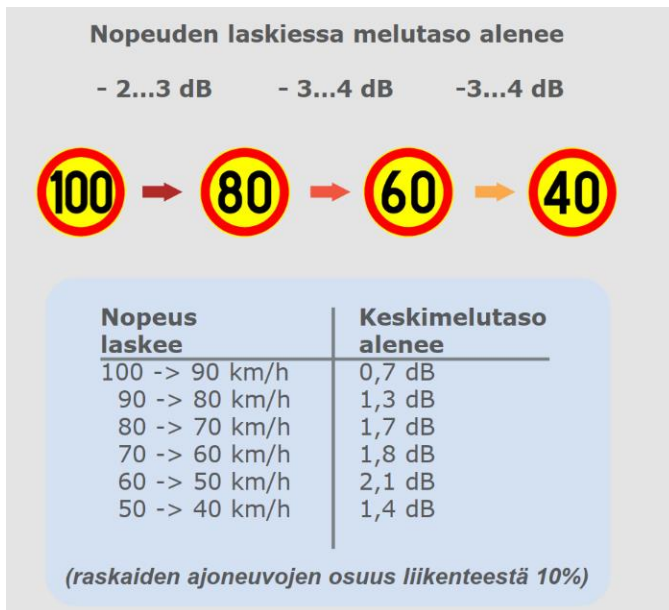 Nopeuden laskiessa melutaso alenee
- 2...3 dB - 3...4 dB -3...4 dB
100 80 60 40
Nopeus laskee Keskimelutaso alenee
100 -> 90 km/h 0,7 dB
90 -> 80 km/h 1,3 dB
80 -> 70 km/h 1,7 dB
70 -> 60 km/h 1,8 dB
60 -> 50 km/h 2,1 dB
50 -> 40 km/h 1,4 dB
(raskaiden ajoneuvojen osuus liikenteestä 10%)